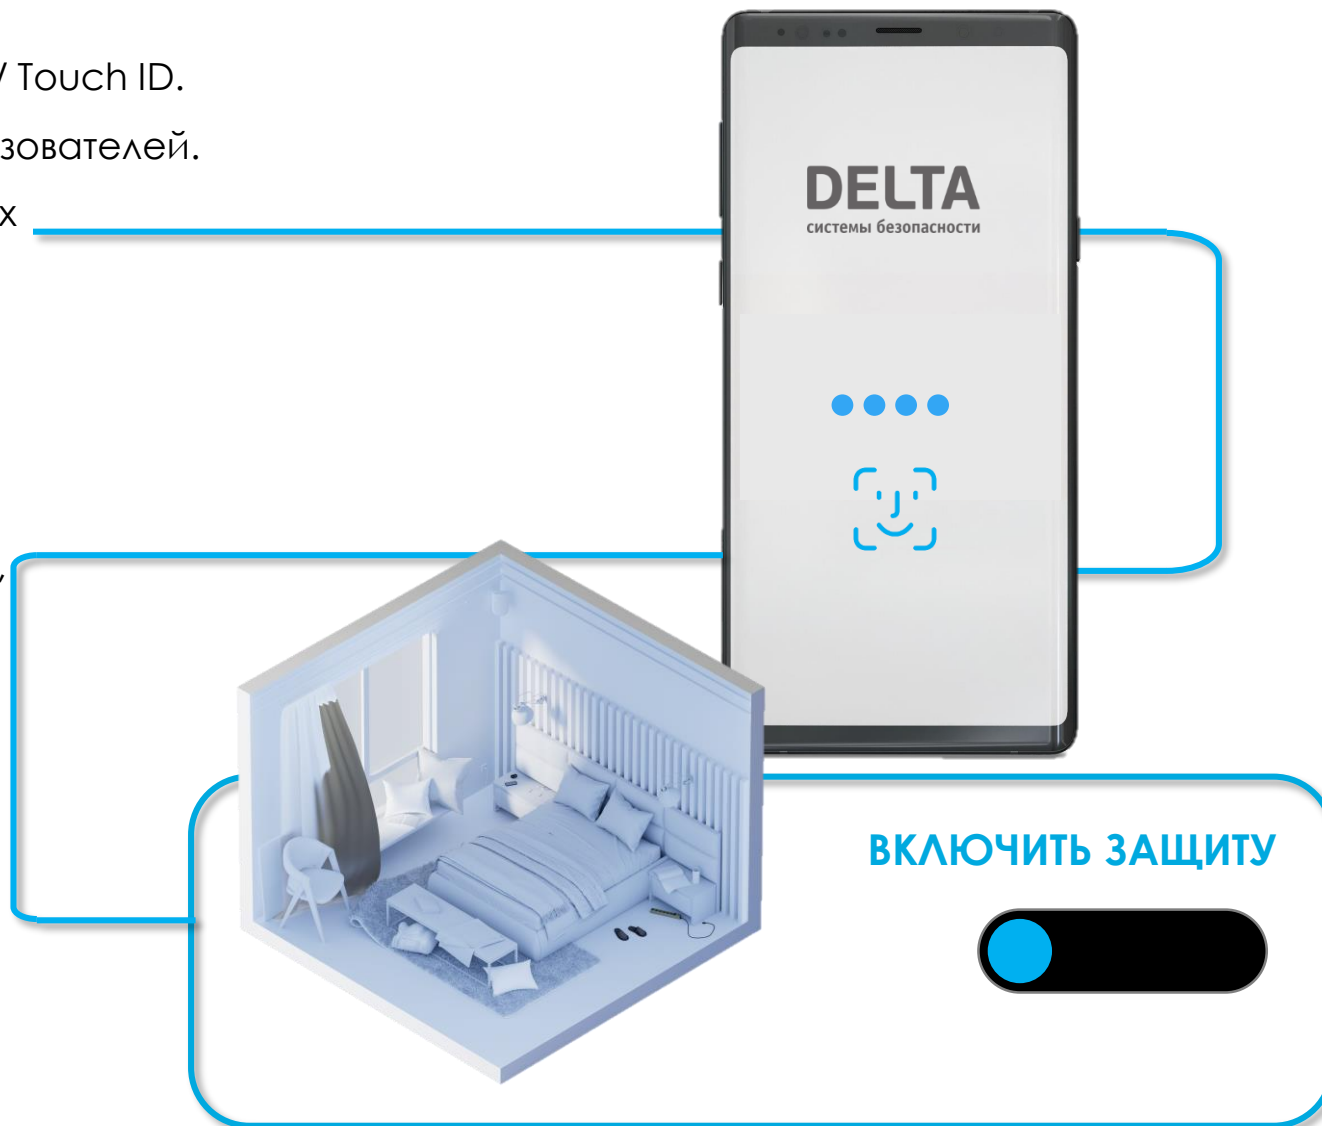 / Touch ID.
зователей.
х
DELTA
системы безопасности
ВКЛЮЧИТЬ ЗАЩИТУ